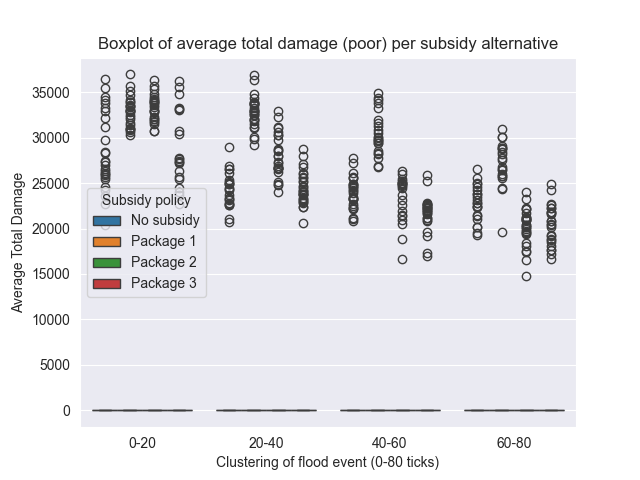 Boxplot of average total damage (poor) per subsidy alternative
Average Total Damage
35000
30000
25000
20000
15000
10000
5000
0
Subsidy policy
No subsidy
Package 1
Package 2
Package 3
0-20 20-40 40-60 60-80
Clustering of flood event (0-80 ticks)